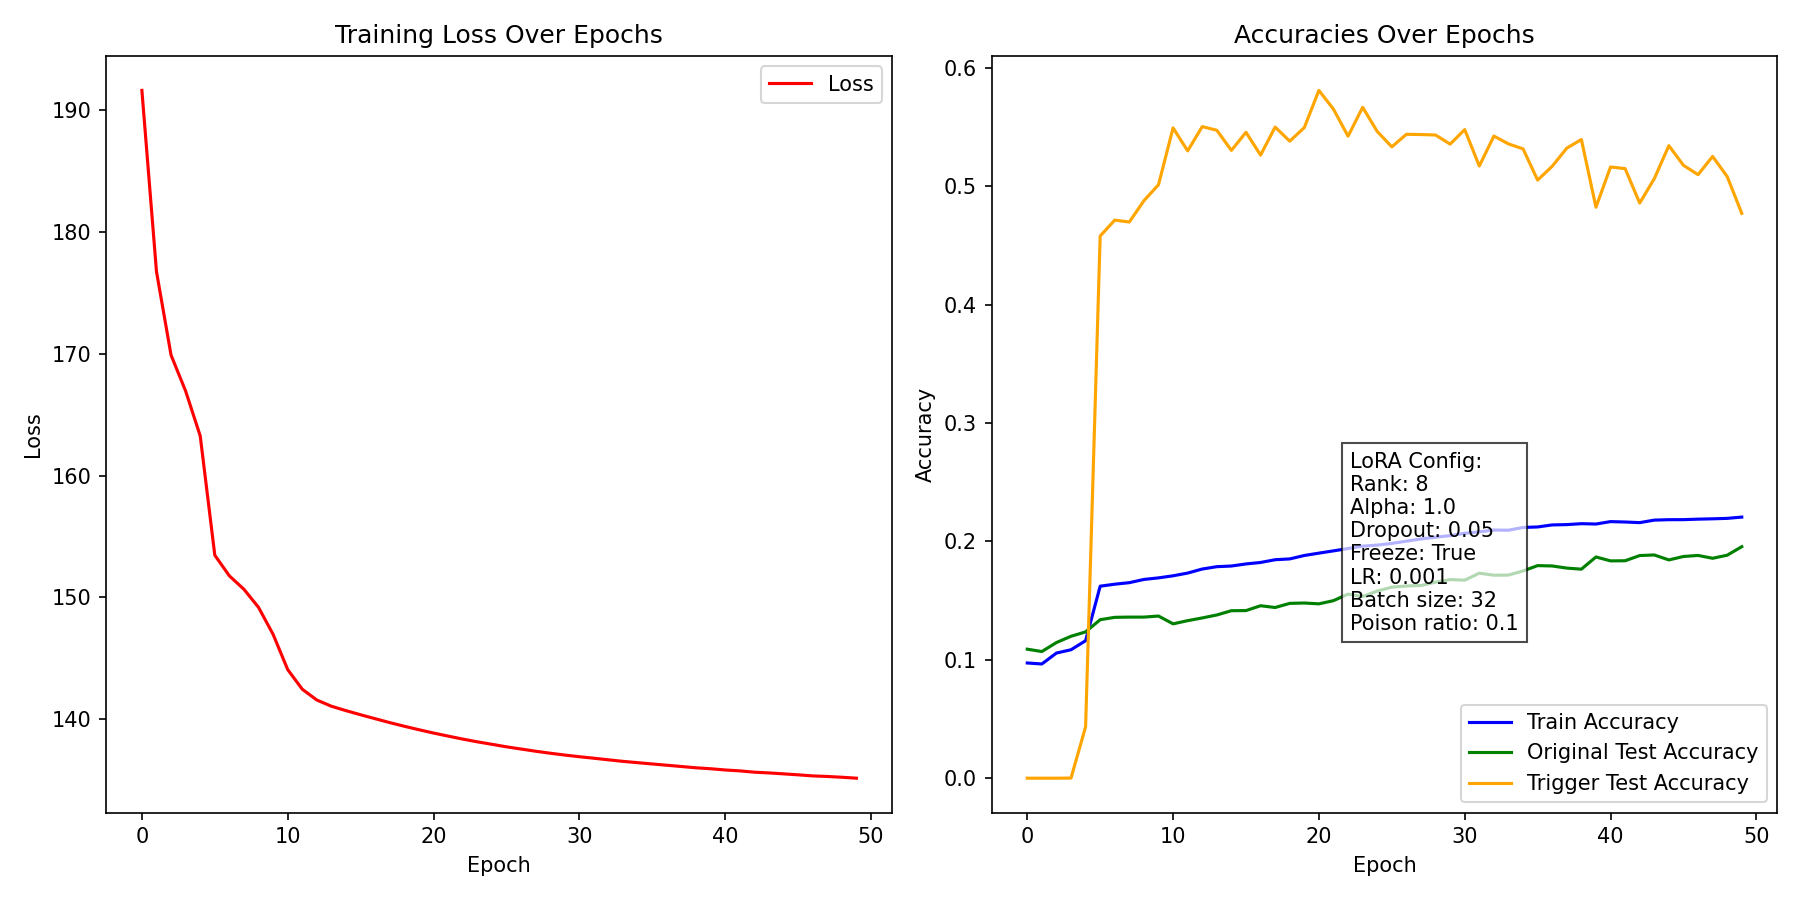 Training Loss Over Epochs
Loss
190
180
170
160
150
140
Loss
0
10
20
30
40
50
Epoch
Accuracies Over Epochs
0.6
0.5
0.4
0.3
0.2
0.1
0.0
Accuracy
LoRA Config:
Rank: 8
Alpha: 1.0
Dropout: 0.05
Freeze: True
LR: 0.001
Batch size: 32
Poison ratio: 0.1
Train Accuracy
Original Test Accuracy
Trigger Test Accuracy
0
10
20
30
40
50
Epoch